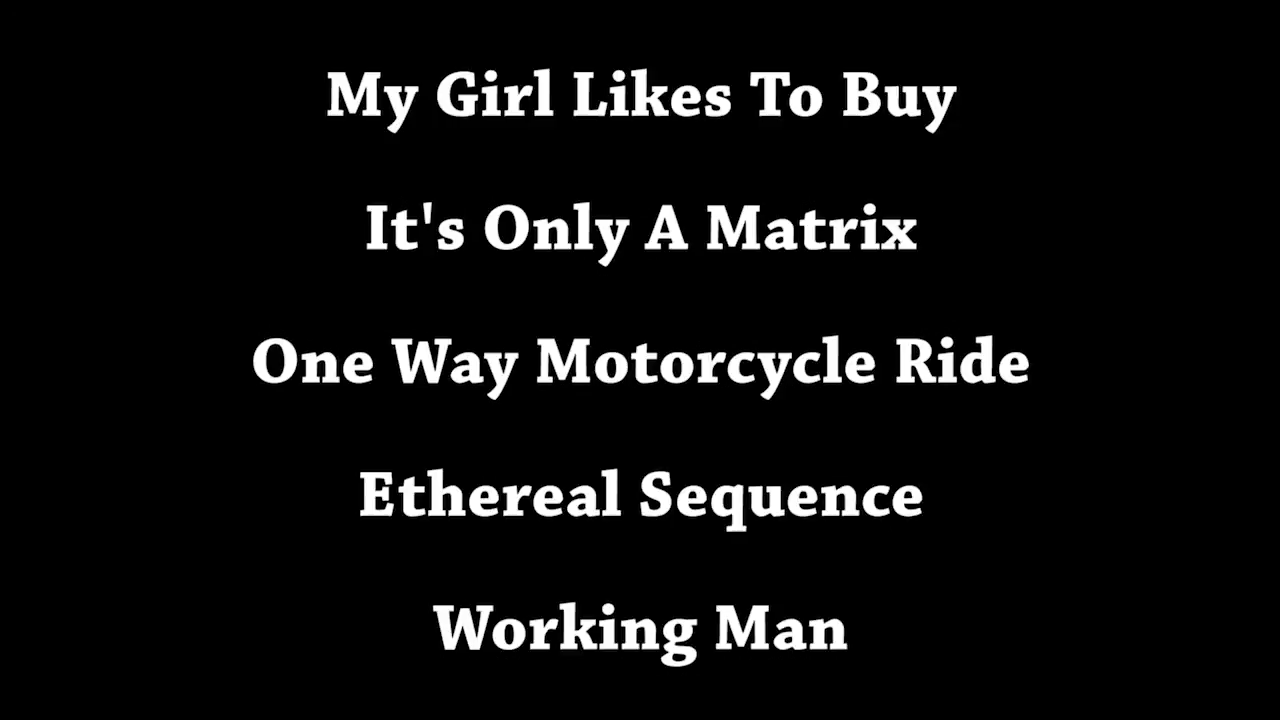 My Girl Likes To Buy
It's Only A Matrix
One Way Motorcycle Ride
Ethereal Sequence
Working Man